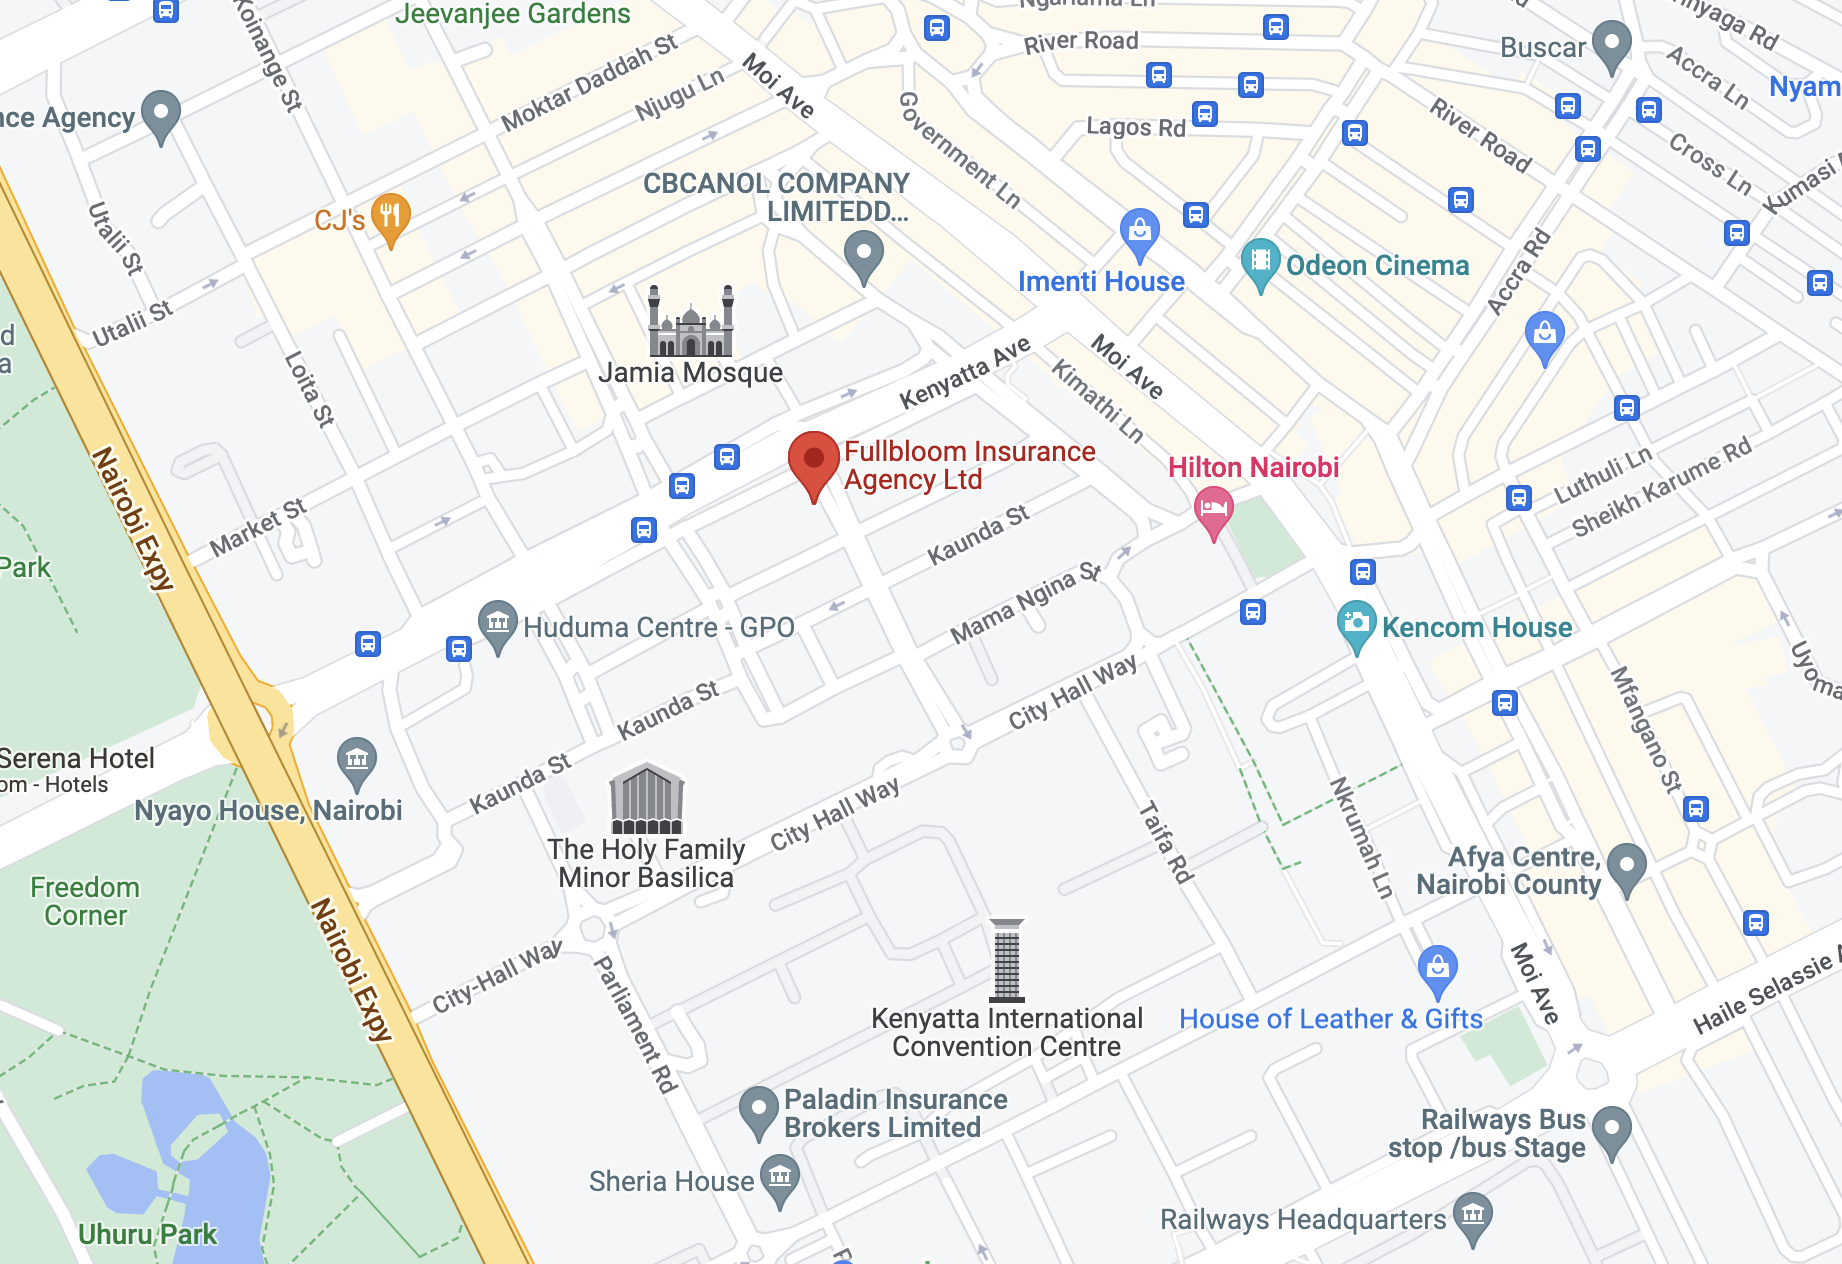 Jeevanjee Gardens
Koinange St
Moktar Daddah St
Njugu Ln
Moi Ave
River Road
Buscar
Accra Ln
Government Ln
Lagos Rd
River Road
Cross Ln
CBCANOL COMPANY
LIMITEDD...
CJ's
Utalii St
Utalii St
Imenti House
Odeon Cinema
Accra Rd
Loita St
Jamia Mosque
Kenyatta Ave
Moi Ave
Kimathi Ln
Fullbloom Insurance
Agency Ltd
Hilton Nairobi
Luthuli Ln
Sheikh Karume Rd
Nairobi Expy
Market St
Kaunda St
Mama Ngina St
Park
Huduma Centre - GPO
Kencom House
Kaunda St
City Hall Way
Mfangano St
Serena Hotel
Hotels
Nyayo House, Nairobi
Kaunda St
City Hall Way
Taifa Rd
Nkrumah Ln
The Holy Family
Minor Basilica
Afya Centre,
Nairobi County
Freedom
Corner
Nairobi Expy
City-Hall Way
Parliament Rd
Kenyatta International
Convention Centre
House of Leather & Gifts
Moi Ave
Haile Selassie A
Paladin Insurance
Brokers Limited
Railways Bus
stop /bus Stage
Sheria House
Uhuru Park
Railways Headquarters